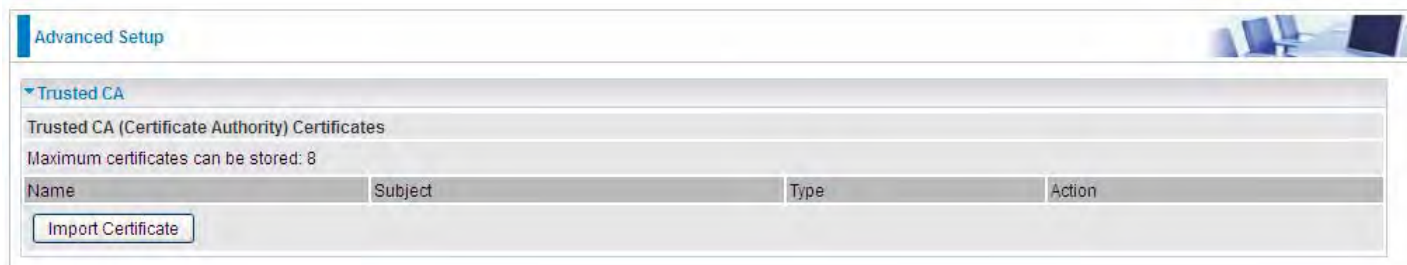 Advanced Setup
Trusted CA
Trusted CA (Certificate Authority) Certificates
Maximum certificates can be stored: 8
Name Subject Type Action
Import Certificate